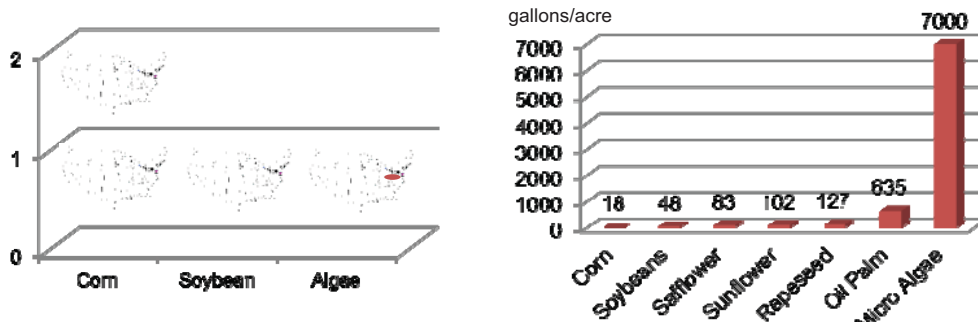 2
1
0
Corn Soybean Algae
gallons/acre
7000
6000
5000
4000
3000
2000
1000
0
18 48 83 102 127 635 7000
Corn
Soybeans
Safflower
Sunflower
Rapeseed
Oil Palm
Micro Algae